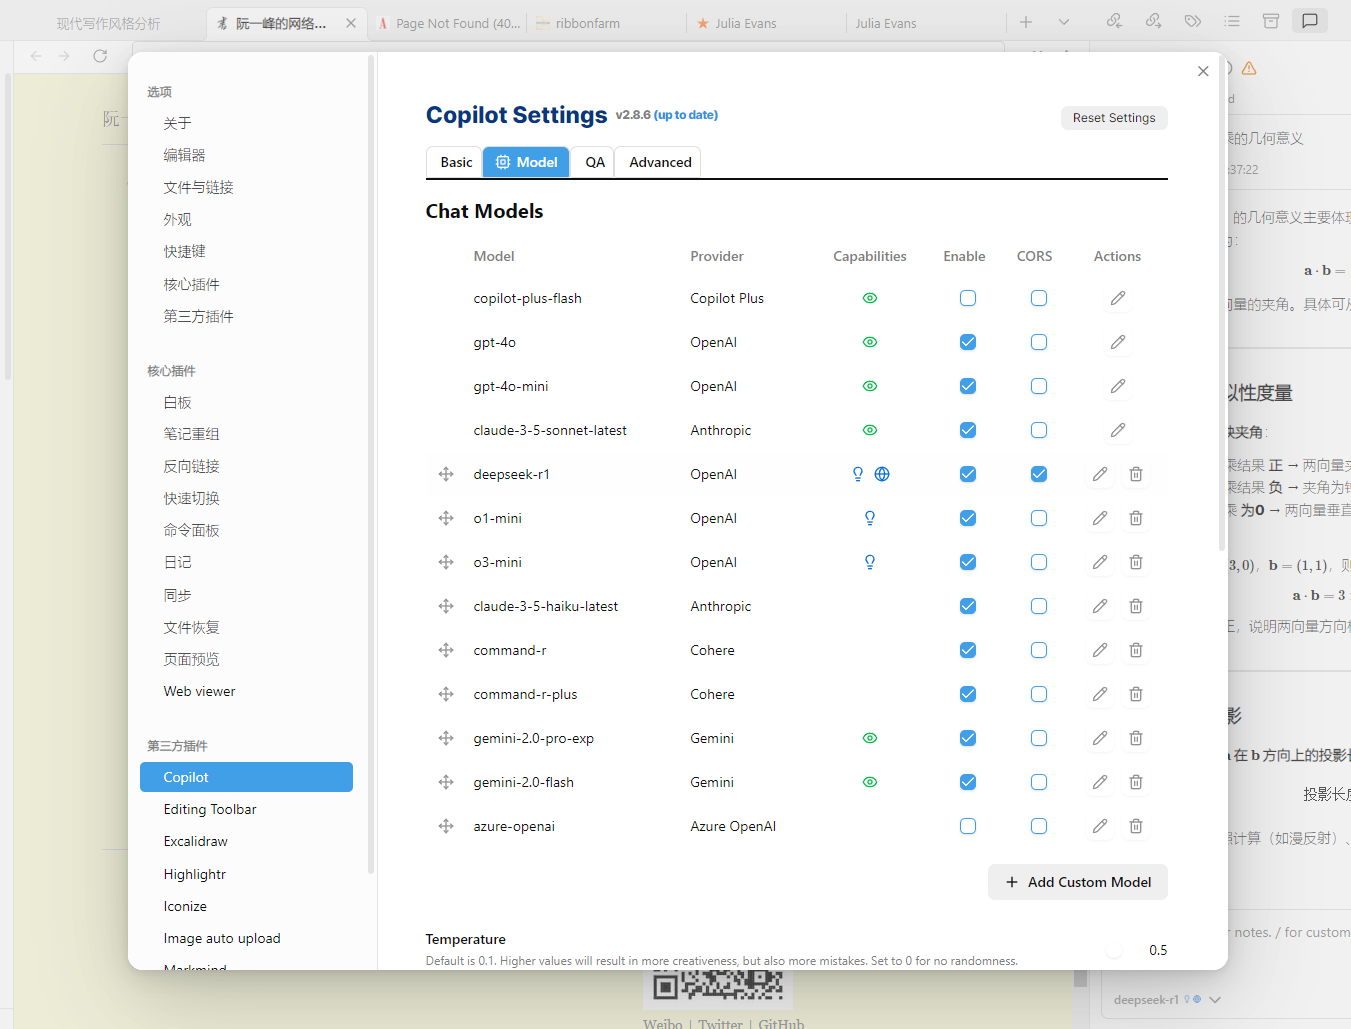 现代写作风格分析
阮一峰的网络...
Page Not Found (40...
ribbonfarm
Julia Evans
Julia Evans
选项
关于
编辑器
文件与链接
外观
快捷键
核心插件
第三方插件
核心插件
白板
笔记重组
反向链接
快速切换
命令面板
日记
同步
文件恢复
页面预览
Web viewer
第三方插件
Copilot
Editing Toolbar
Excalidraw
Highlightr
Iconize
Image auto upload
Markmind
Copilot Settings v2.8.6 (up to date)
Reset Settings
Basic Model QA Advanced
Chat Models
Model Provider Capabilities Enable CORS Actions
copilot-plus-flash Copilot Plus
gpt-4o OpenAI
gpt-4o-mini OpenAI
claude-3-5-sonnet-latest Anthropic
deepseek-r1 OpenAI
o1-mini OpenAI
o3-mini OpenAI
claude-3-5-haiku-latest Anthropic
command-r Cohere
command-r-plus Cohere
gemini-2.0-pro-exp Gemini
gemini-2.0-flash Gemini
azure-openai Azure OpenAI
Add Custom Model
Temperature
Default is 0.1. Higher values will result in more creativeness, but also more mistakes. Set to 0 for no randomness.
0.5
阮一
Weibo | Twitter | GitHub
d
的几何意义
:37:22
的几何意义主要体现
a · b =
量的夹角。具体可从
似性度量
映夹角:
乘结果 正 → 两向量夹
乘结果 负 → 夹角为钝
乘 为0 → 两向量垂直
3, 0), b = (1, 1), 则
a · b = 3
正，说明两向量方向相
影
a 在 b 方向上的投影长
投影长度
照计算（如漫反射）、
notes. / for custom
deepseek-r1